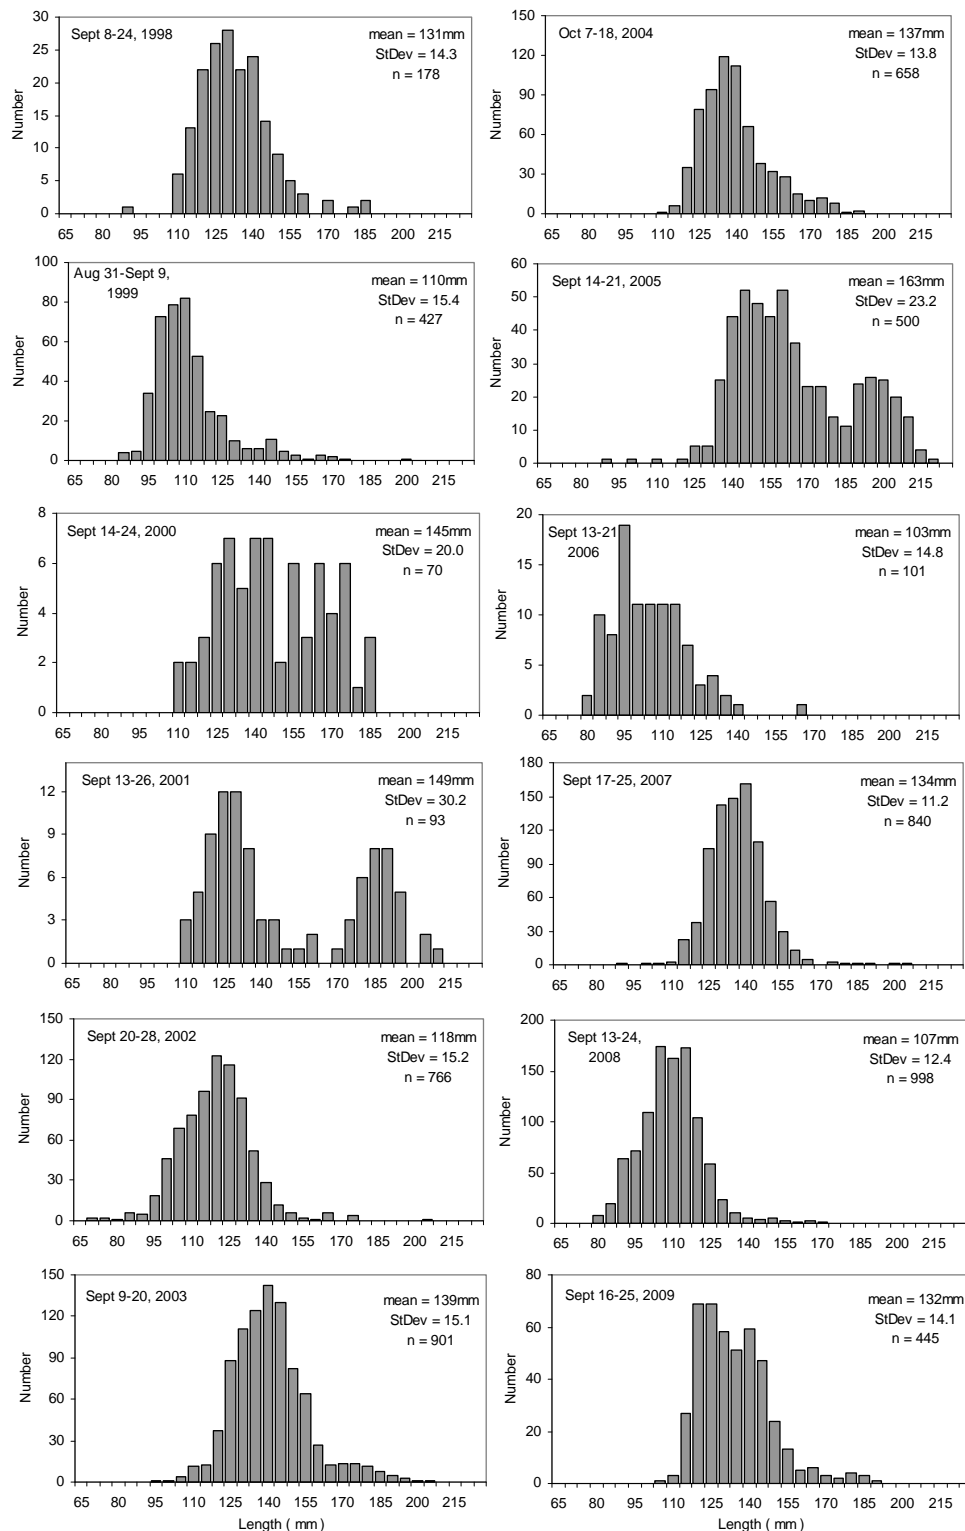 Sept 8-24, 1998
mean = 131mm
StDev = 14.3
n = 178
Number
30
25
20
15
10
5
0
65 80 95 110 125 140 155 170 185 200 215
Oct 7-18, 2004
mean = 137mm
StDev = 13.8
n = 658
Number
150
120
90
60
30
0
65 80 95 110 125 140 155 170 185 200 215
Aug 31-Sept 9,
1999
mean = 110mm
StDev = 15.4
n = 427
Number
100
80
60
40
20
0
65 80 95 110 125 140 155 170 185 200 215
Sept 14-21, 2005
mean = 163mm
StDev = 23.2
n = 500
Number
60
50
40
30
20
10
0
65 80 95 110 125 140 155 170 185 200 215
Sept 14-24, 2000
mean = 145mm
StDev = 20.0
n = 70
Number
8
6
4
2
0
65 80 95 110 125 140 155 170 185 200 215
Sept 13-21
2006
mean = 103mm
StDev = 14.8
n = 101
Number
20
15
10
5
0
65 80 95 110 125 140 155 170 185 200 215
Sept 13-26, 2001
mean = 149mm
StDev = 30.2
n = 93
Number
12
9
6
3
0
65 80 95 110 125 140 155 170 185 200 215
Sept 17-25, 2007
mean = 134mm
StDev = 11.2
n = 840
Number
180
150
120
90
60
30
0
65 80 95 110 125 140 155 170 185 200 215
Sept 20-28, 2002
mean = 118mm
StDev = 15.2
n = 766
Number
150
120
90
60
30
0
65 80 95 110 125 140 155 170 185 200 215
Sept 13-24,
2008
mean = 107mm
StDev = 12.4
n = 998
Number
200
150
100
50
0
65 80 95 110 125 140 155 170 185 200 215
Sept 9-20, 2003
mean = 139mm
StDev = 15.1
n = 901
Number
150
120
90
60
30
0
65 80 95 110 125 140 155 170 185 200 215
Length ( mm)
Sept 16-25, 2009
mean = 132mm
StDev = 14.1
n = 445
Number
80
60
40
20
0
65 80 95 110 125 140 155 170 185 200 215
Length ( mm)